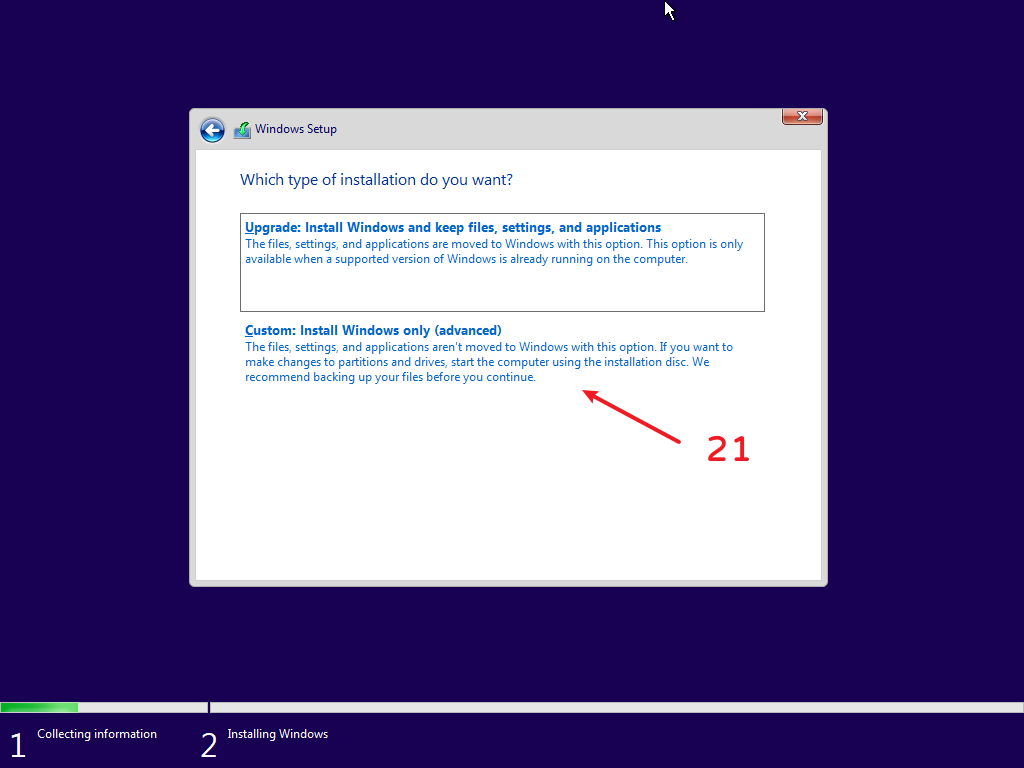 Windows Setup
Which type of installation do you want?
Upgrade: Install Windows and keep files, settings, and applications
The files, settings, and applications are moved to Windows with this option. This option is only
available when a supported version of Windows is already running on the computer.
Custom: Install Windows only (advanced)
The files, settings, and applications aren't moved to Windows with this option. If you want to
make changes to partitions and drives, start the computer using the installation disc. We
recommend backing up your files before you continue.
21
1 Collecting information 2 Installing Windows